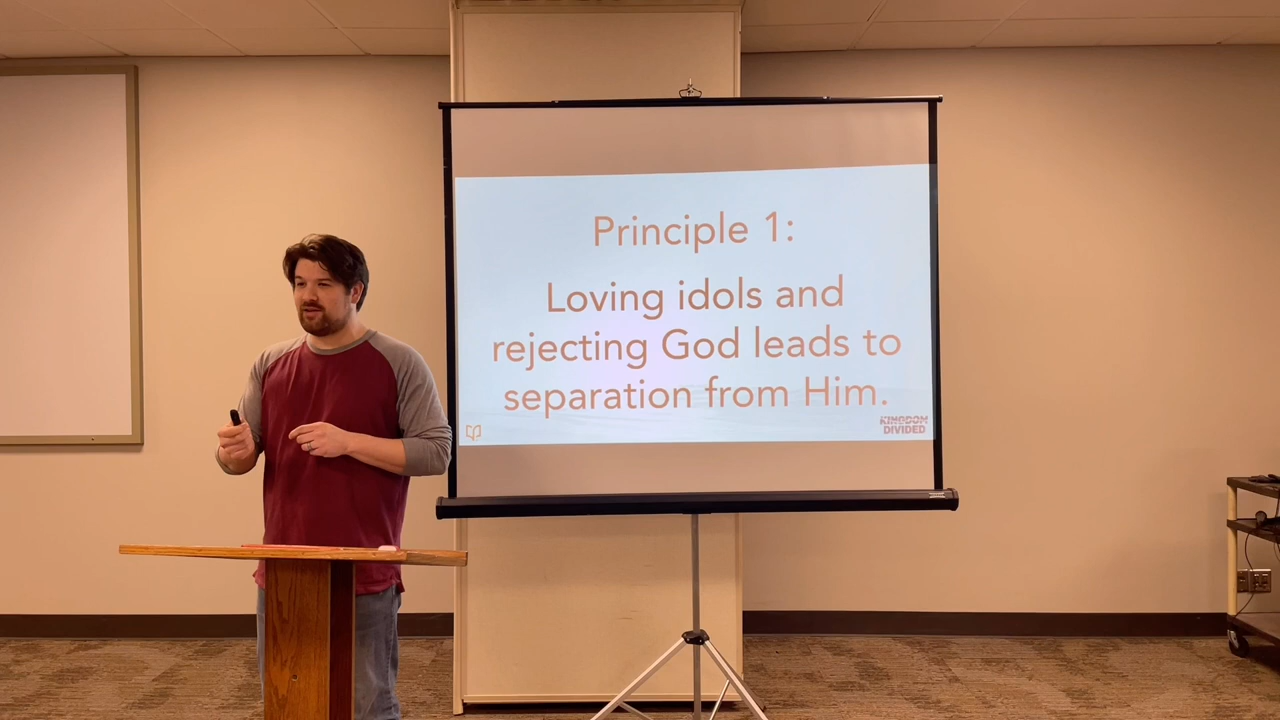 Principle 1:
Loving idols and
rejecting God leads to
separation from Him.
KINGDOM
DIVIDED